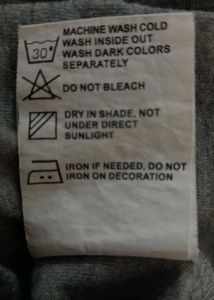 MACHINE WASH COLD
30° WASH INSIDE OUT
WASH DARK COLORS
SEPARATELY
DO NOT BLEACH
DRY IN SHADE, NOT
UNDER DIRECT
SUNLIGHT
IRON IF NEEDED, DO NOT
IRON ON DECORATION